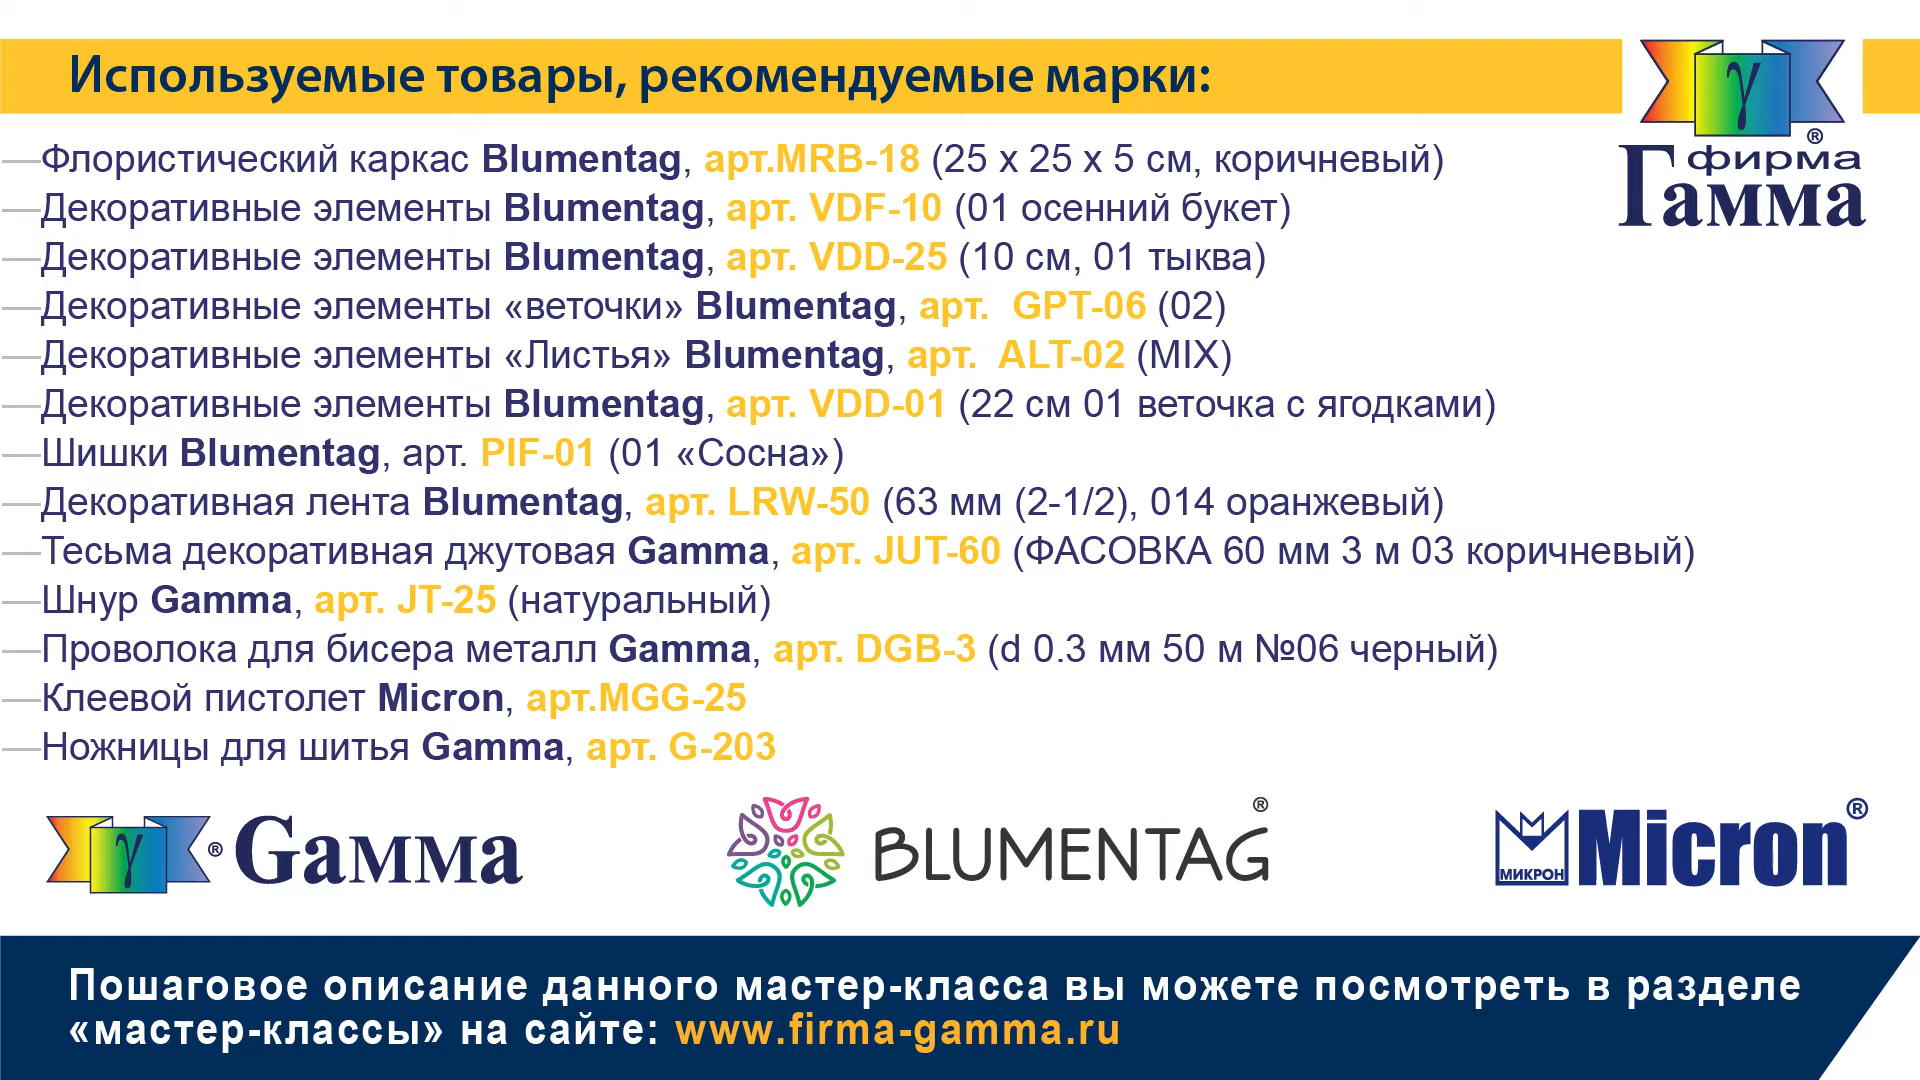 Используемые товары, рекомендуемые марки:
γ
®
фирма
Гамма
Флористический каркас Blumentag, арт.MRB-18 (25 х 25 х 5 см, коричневый)
Декоративные элементы Blumentag, арт. VDF-10 (01 осенний букет)
Декоративные элементы Blumentag, арт. VDD-25 (10 см, 01 тыква)
Декоративные элементы «веточки» Blumentag, арт.  GPT-06 (02)
Декоративные элементы «Листья» Blumentag, арт.  ALT-02 (MIX)
Декоративные элементы Blumentag, арт. VDD-01 (22 см 01 веточка с ягодками)
Шишки Blumentag, арт. PIF-01 (01 «Сосна»)
Декоративная лента Blumentag, арт. LRW-50 (63 мм (2-1/2), 014 оранжевый)
Тесьма декоративная джутовая Gamma, арт. JUT-60 (ФАСОВКА 60 мм 3 м 03 коричневый)
Шнур Gamma, арт. JT-25 (натуральный)
Проволока для бисера металл Gamma, арт. DGB-3 (d 0.3 мм 50 м №06 черный)
Клеевой пистолет Micron, арт.MGG-25
Ножницы для шитья Gamma, арт. G-203
γ ® Gамма
BLUMENTAG ®
МИКРОН Micron ®
Пошаговое описание данного мастер-класса вы можете посмотреть в разделе
«мастер-классы» на сайте: www.firma-gamma.ru